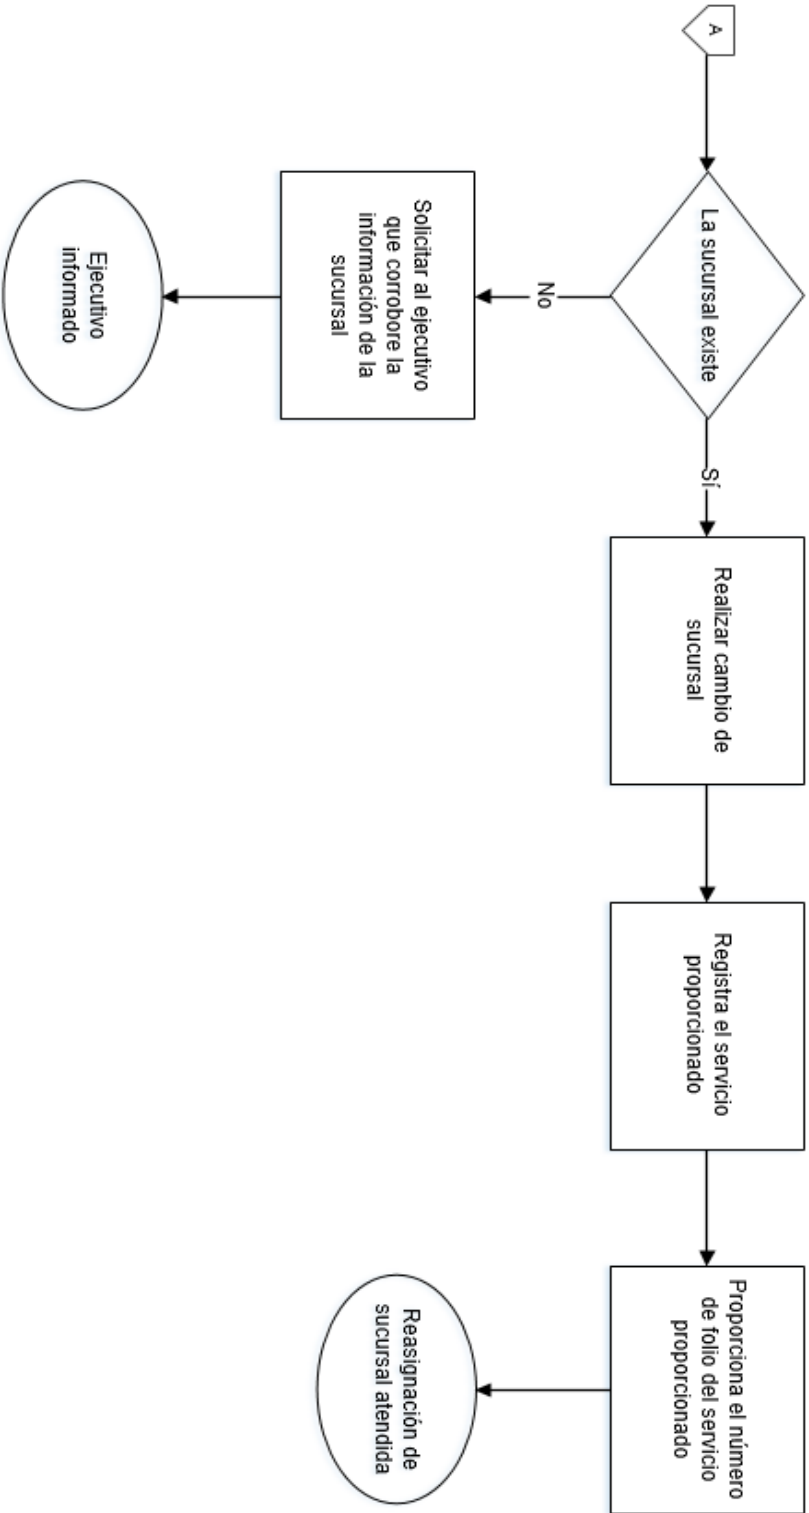 A
La sucursal existe
Sí
Realizar cambio de
sucursal
Registra el servicio
proporcionado
Proporciona el número
de folio del servicio
proporcionado
No
Solicitar al ejecutivo
que corrobore la
información de la
sucursal
Reasignación de
sucursal atendida
Ejecutivo
informado